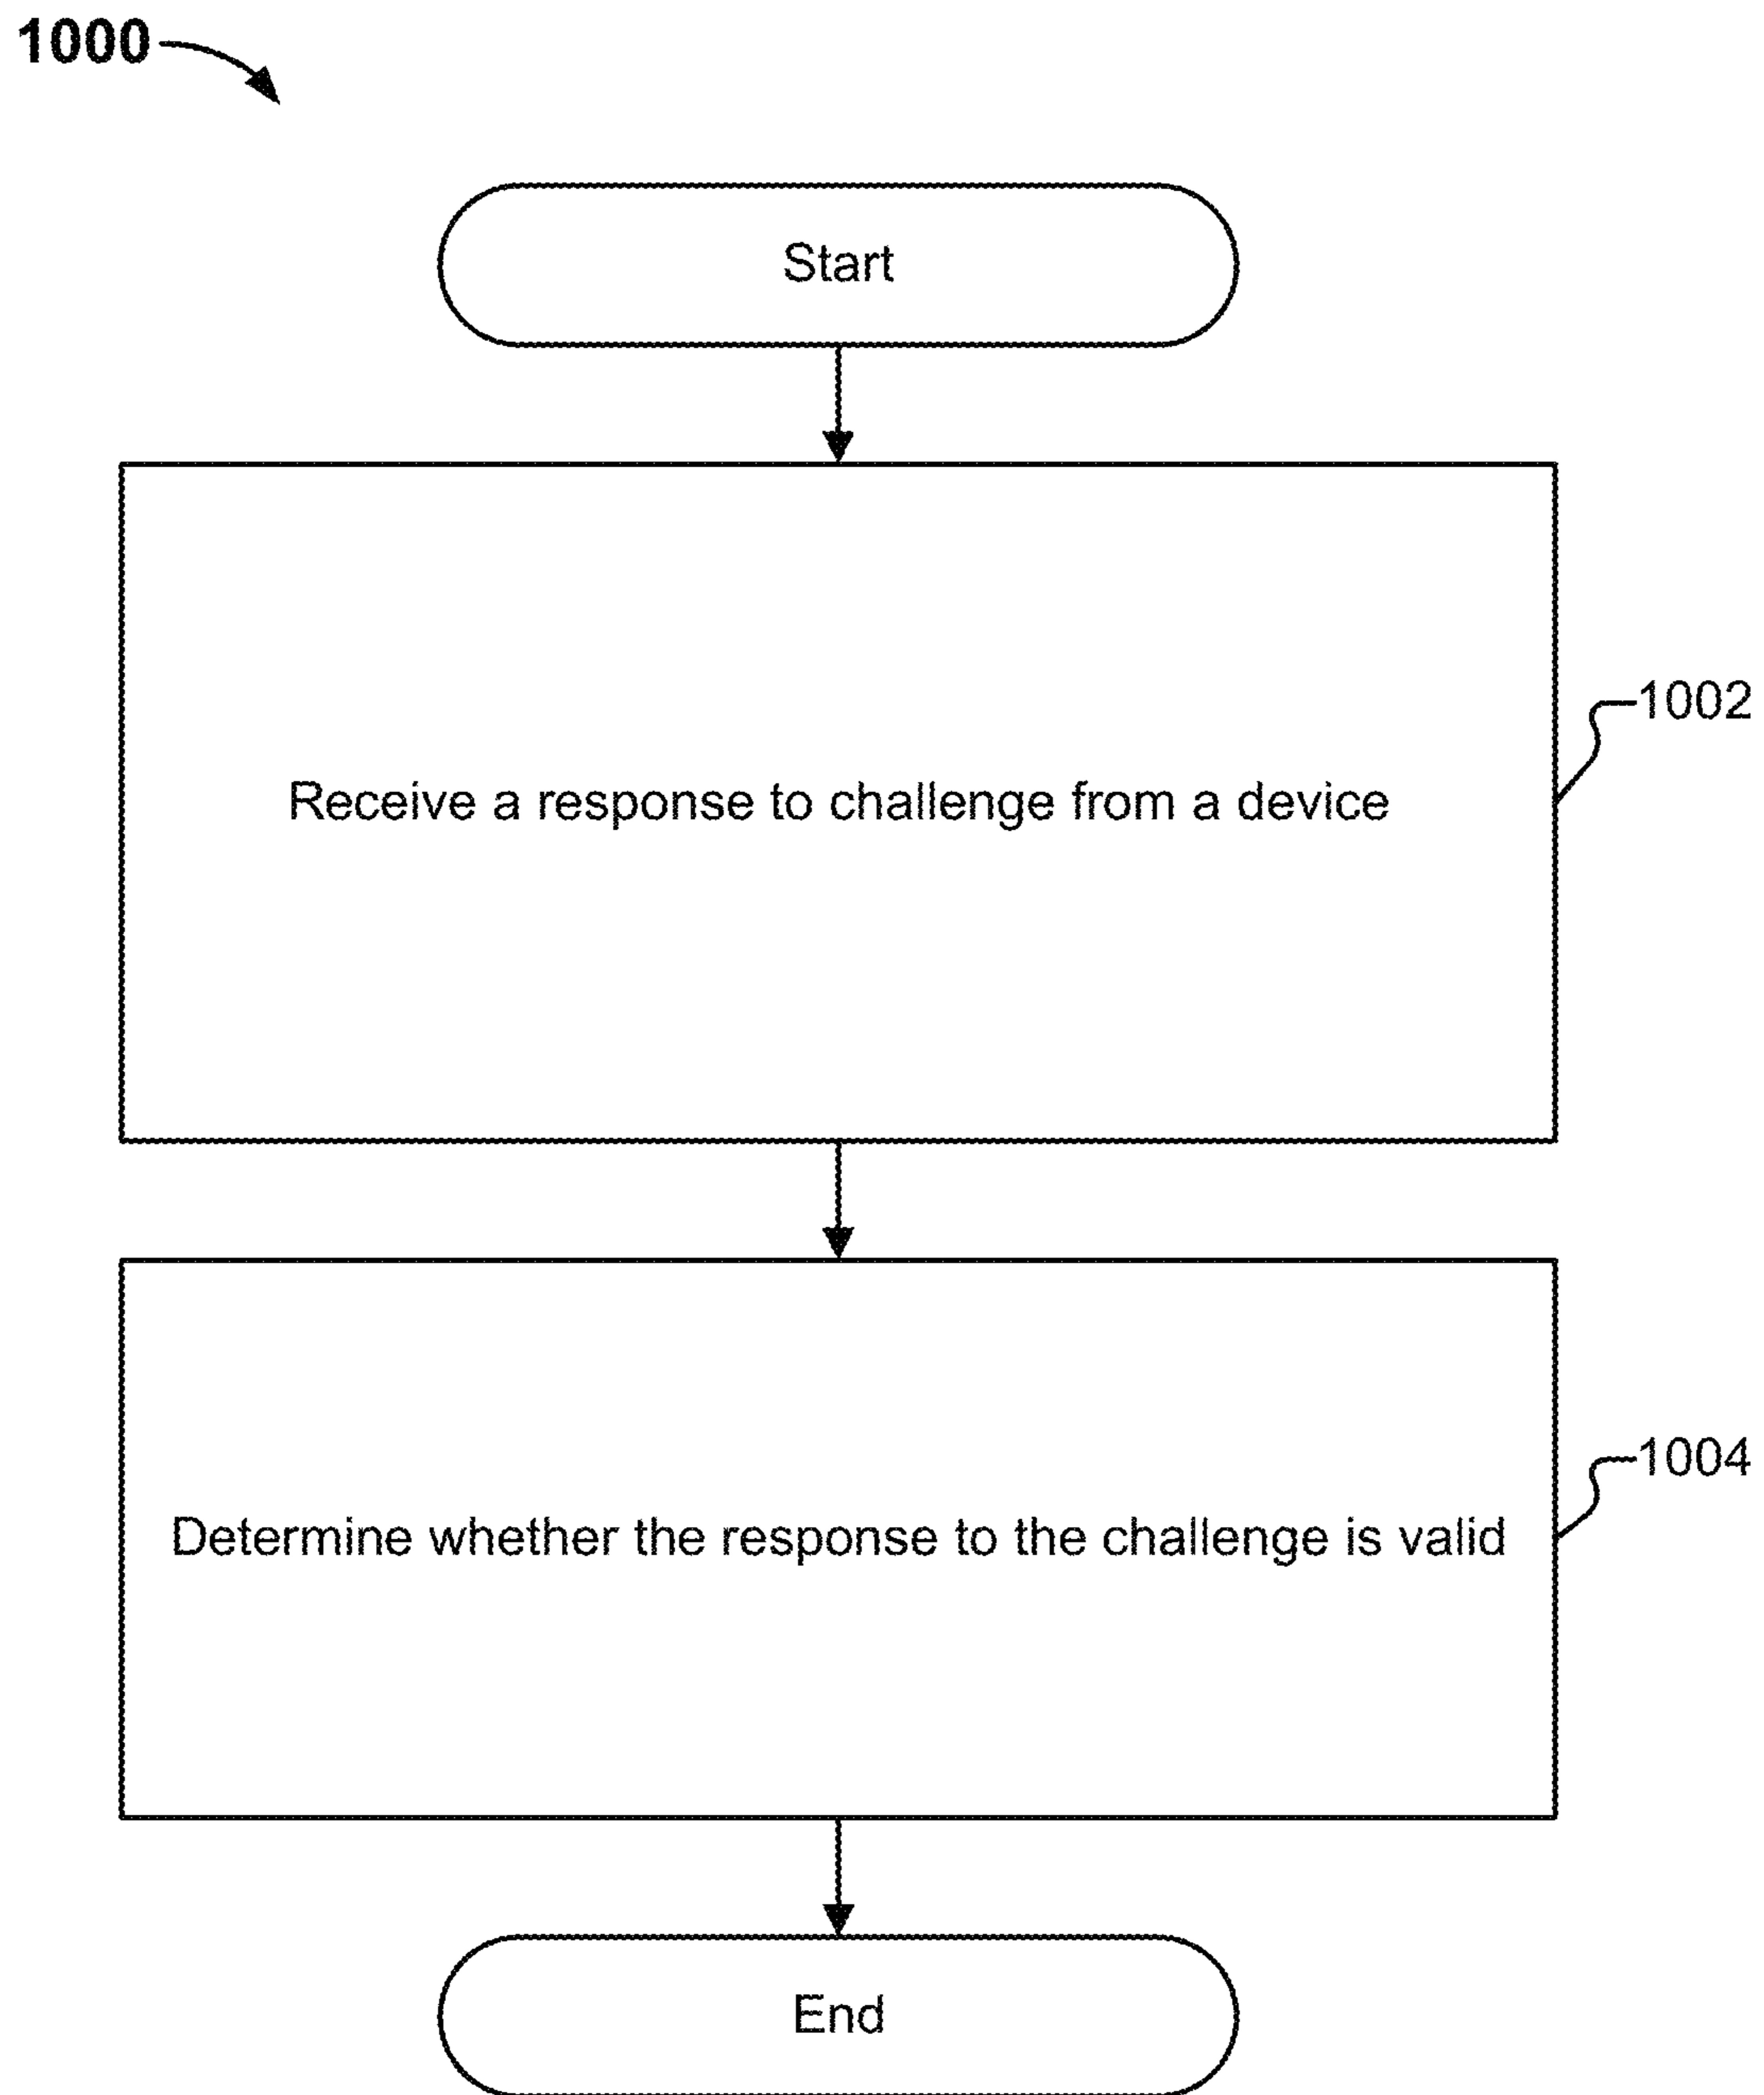 1000
Start
Receive a response to challenge from a device
1002
Determine whether the response to the challenge is valid
1004
End